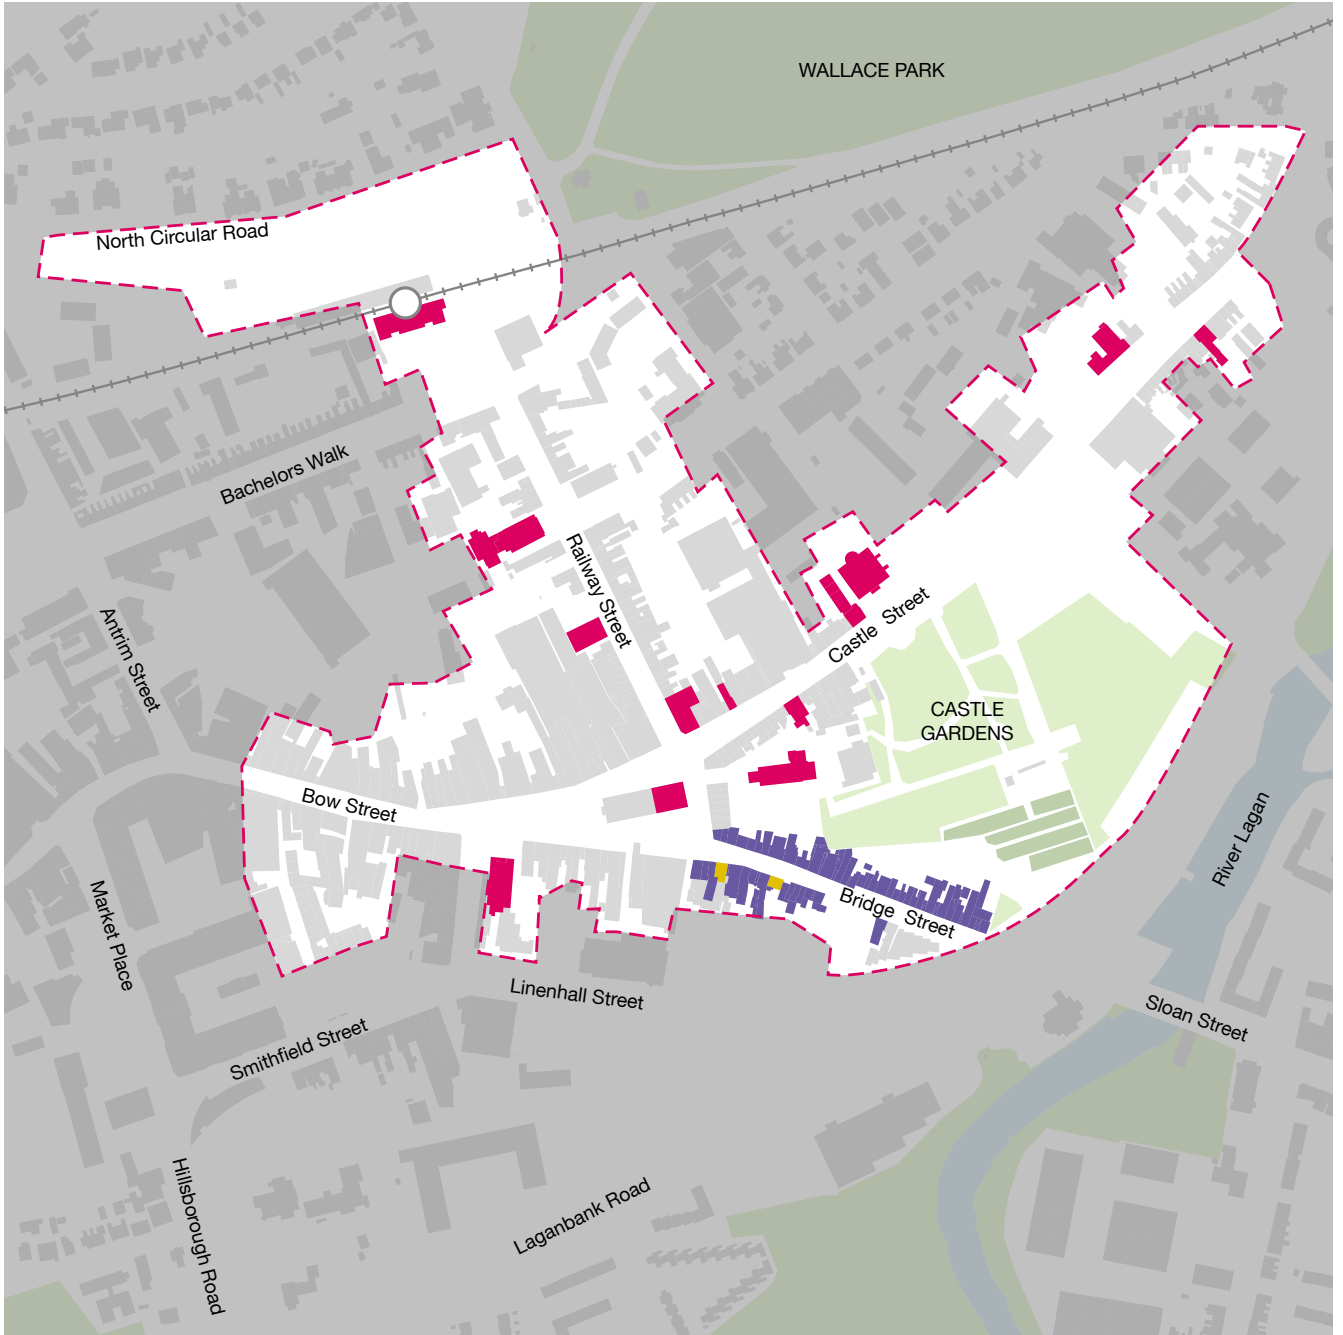 WALLACE PARK
North Circular Road
Bachelors Walk
Railway Street
Antrim Street
Castle Street
CASTLE
GARDENS
Bow Street
River Lagan
Market Place
Bridge Street
Linenhall Street
Sloan Street
Smithfield Street
Hillsborough Road
Laganbank Road